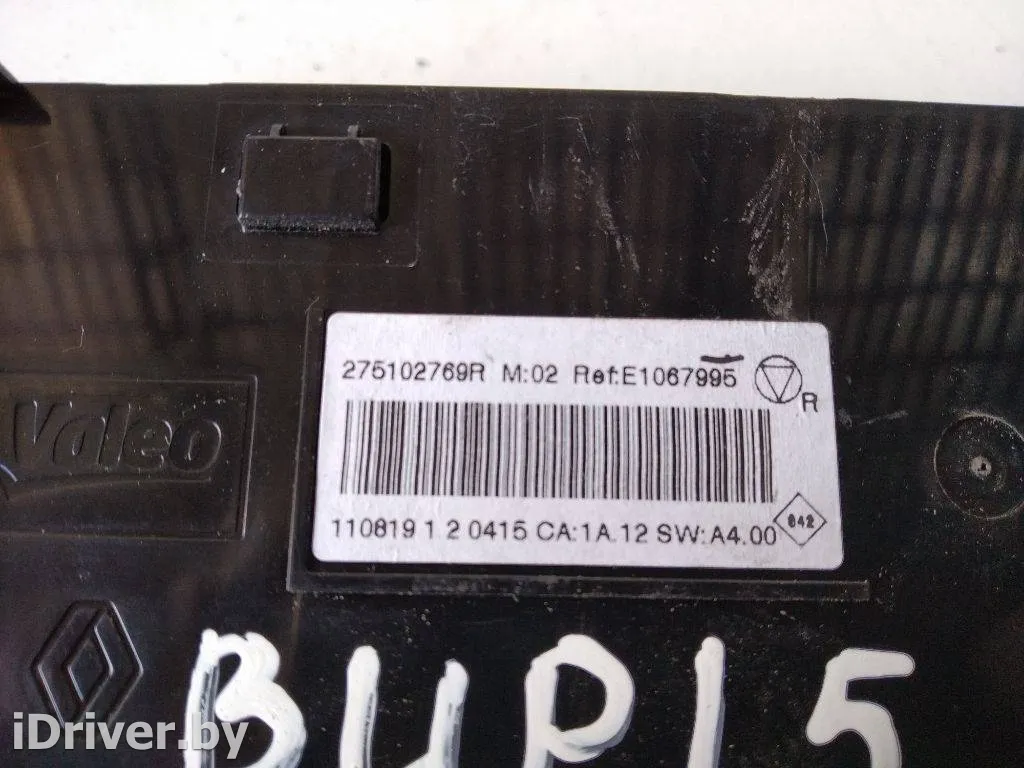 275102769R M:02 Ref:E1067995
R
110819 1 2 0415 CA:1A.12 SW:A4.00
842
Valeo
BUP15
iDriver.by